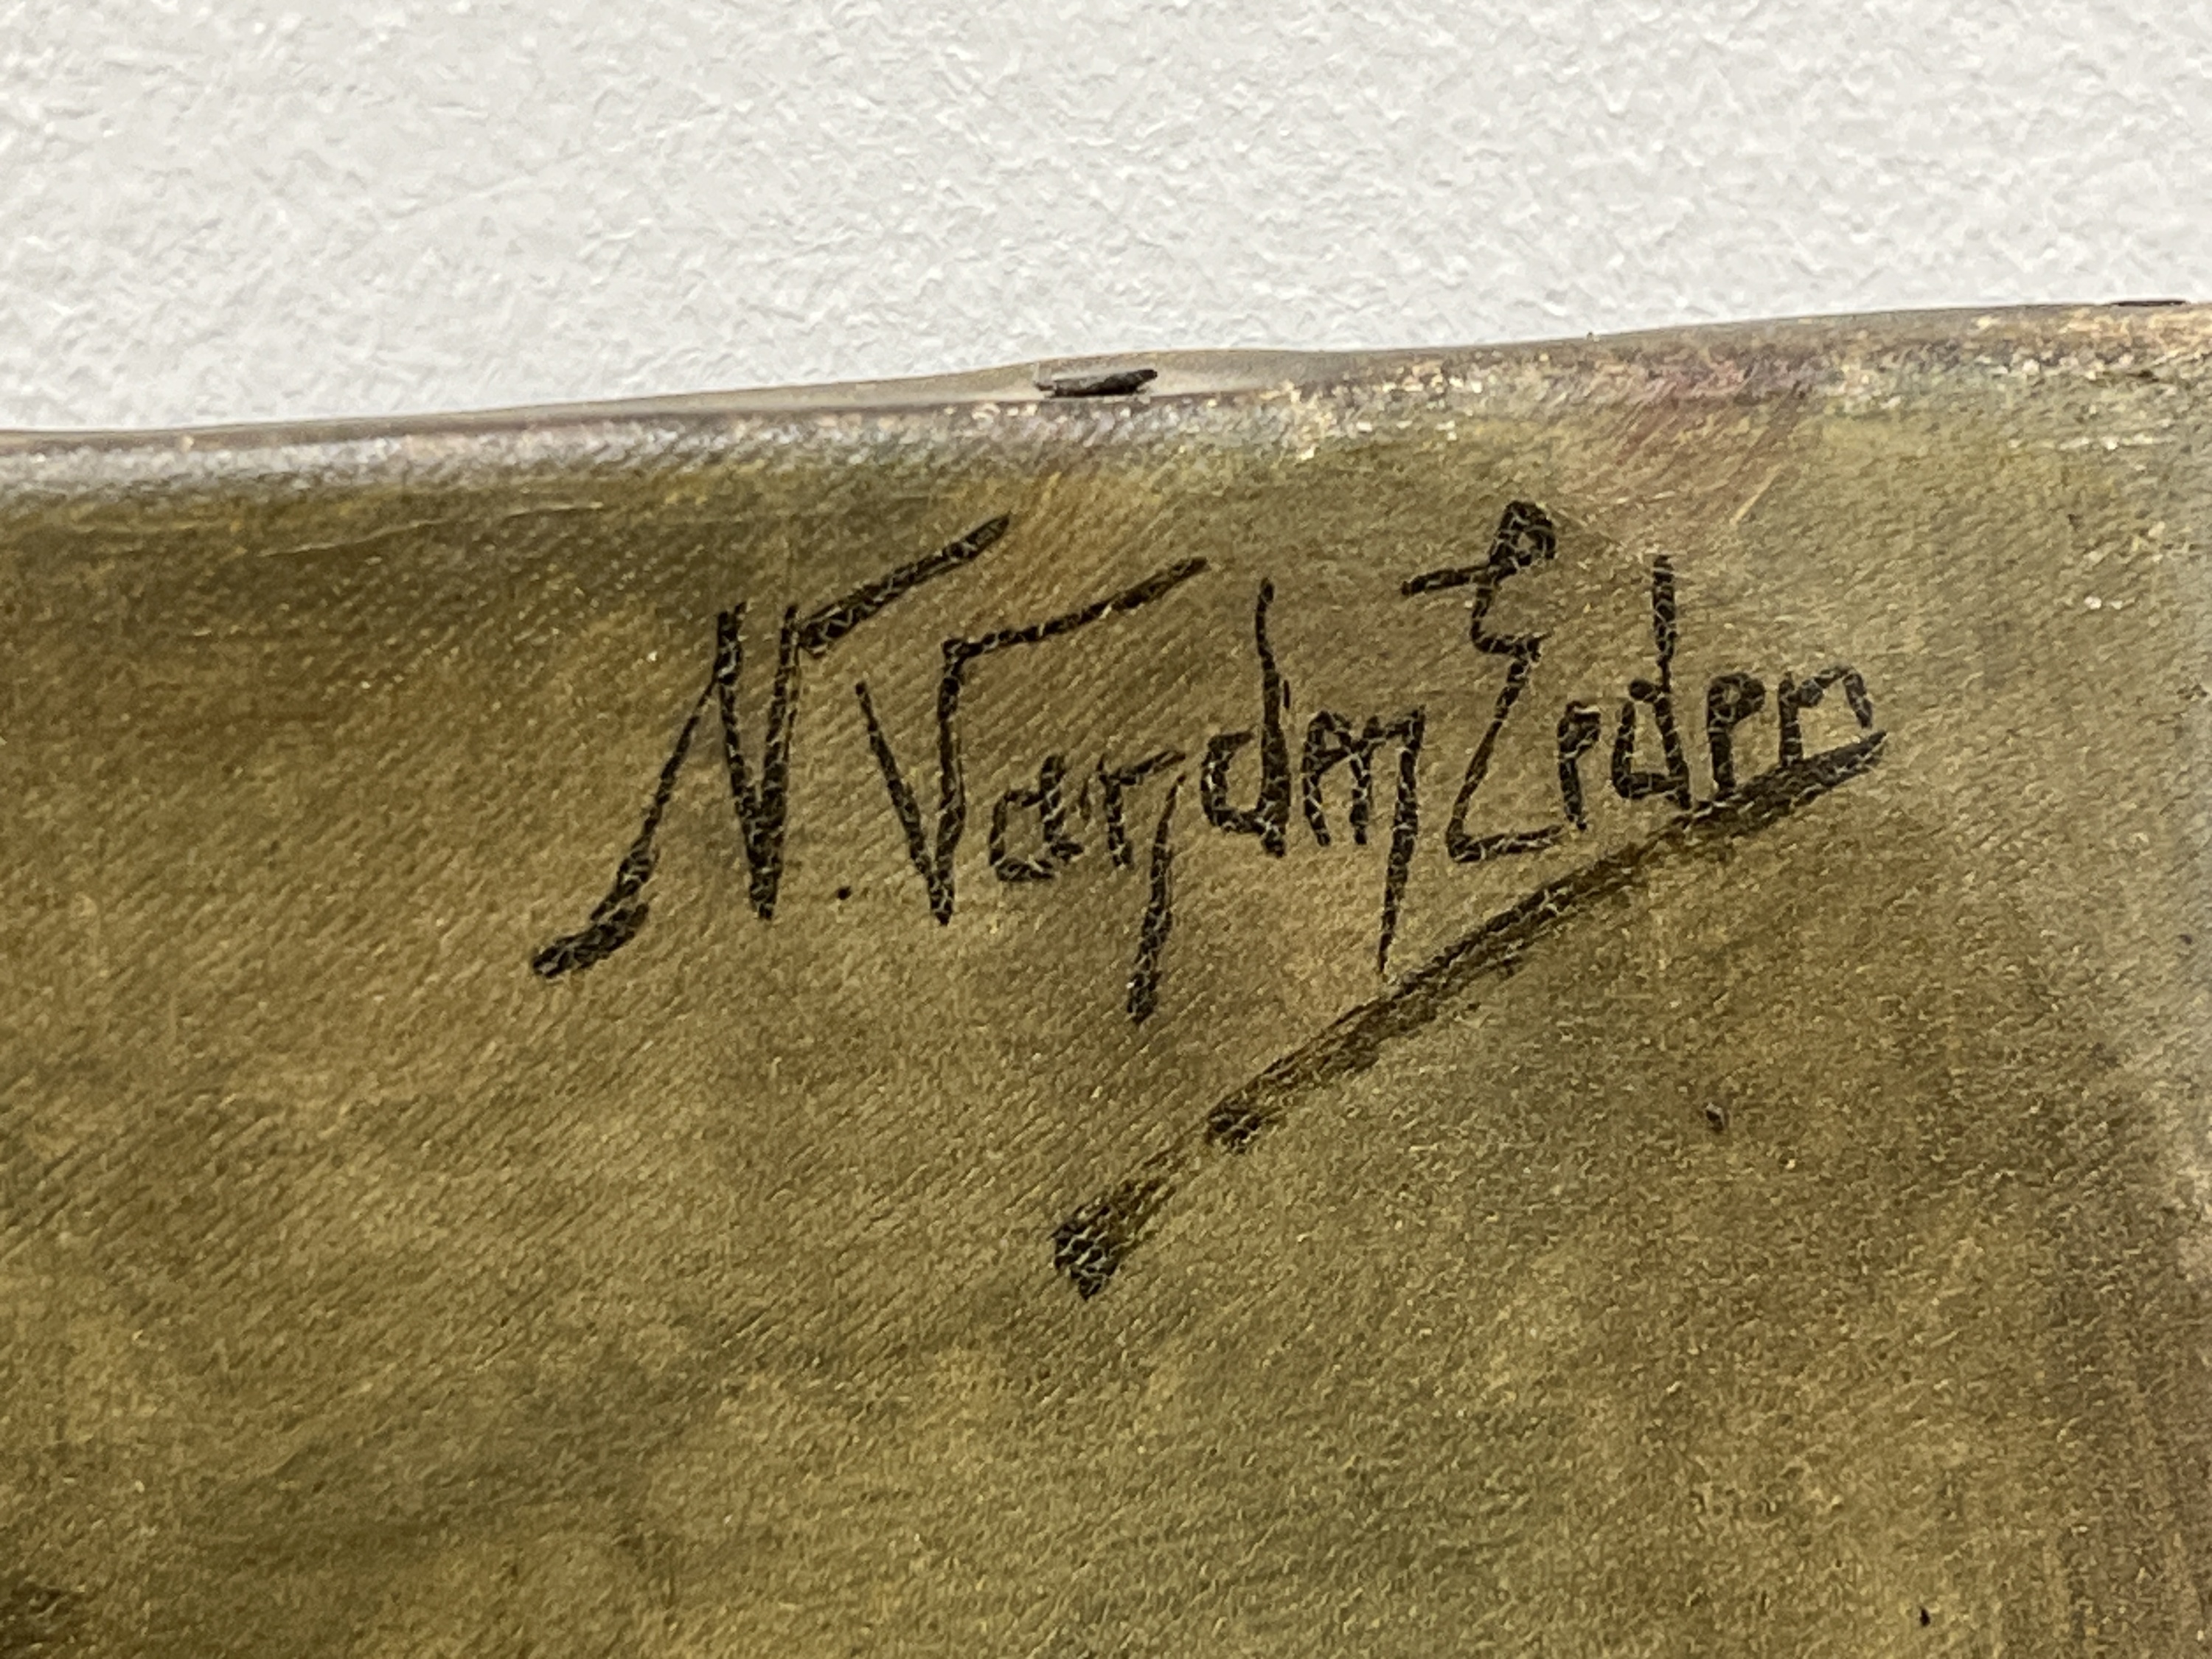 N. Van den Eeden